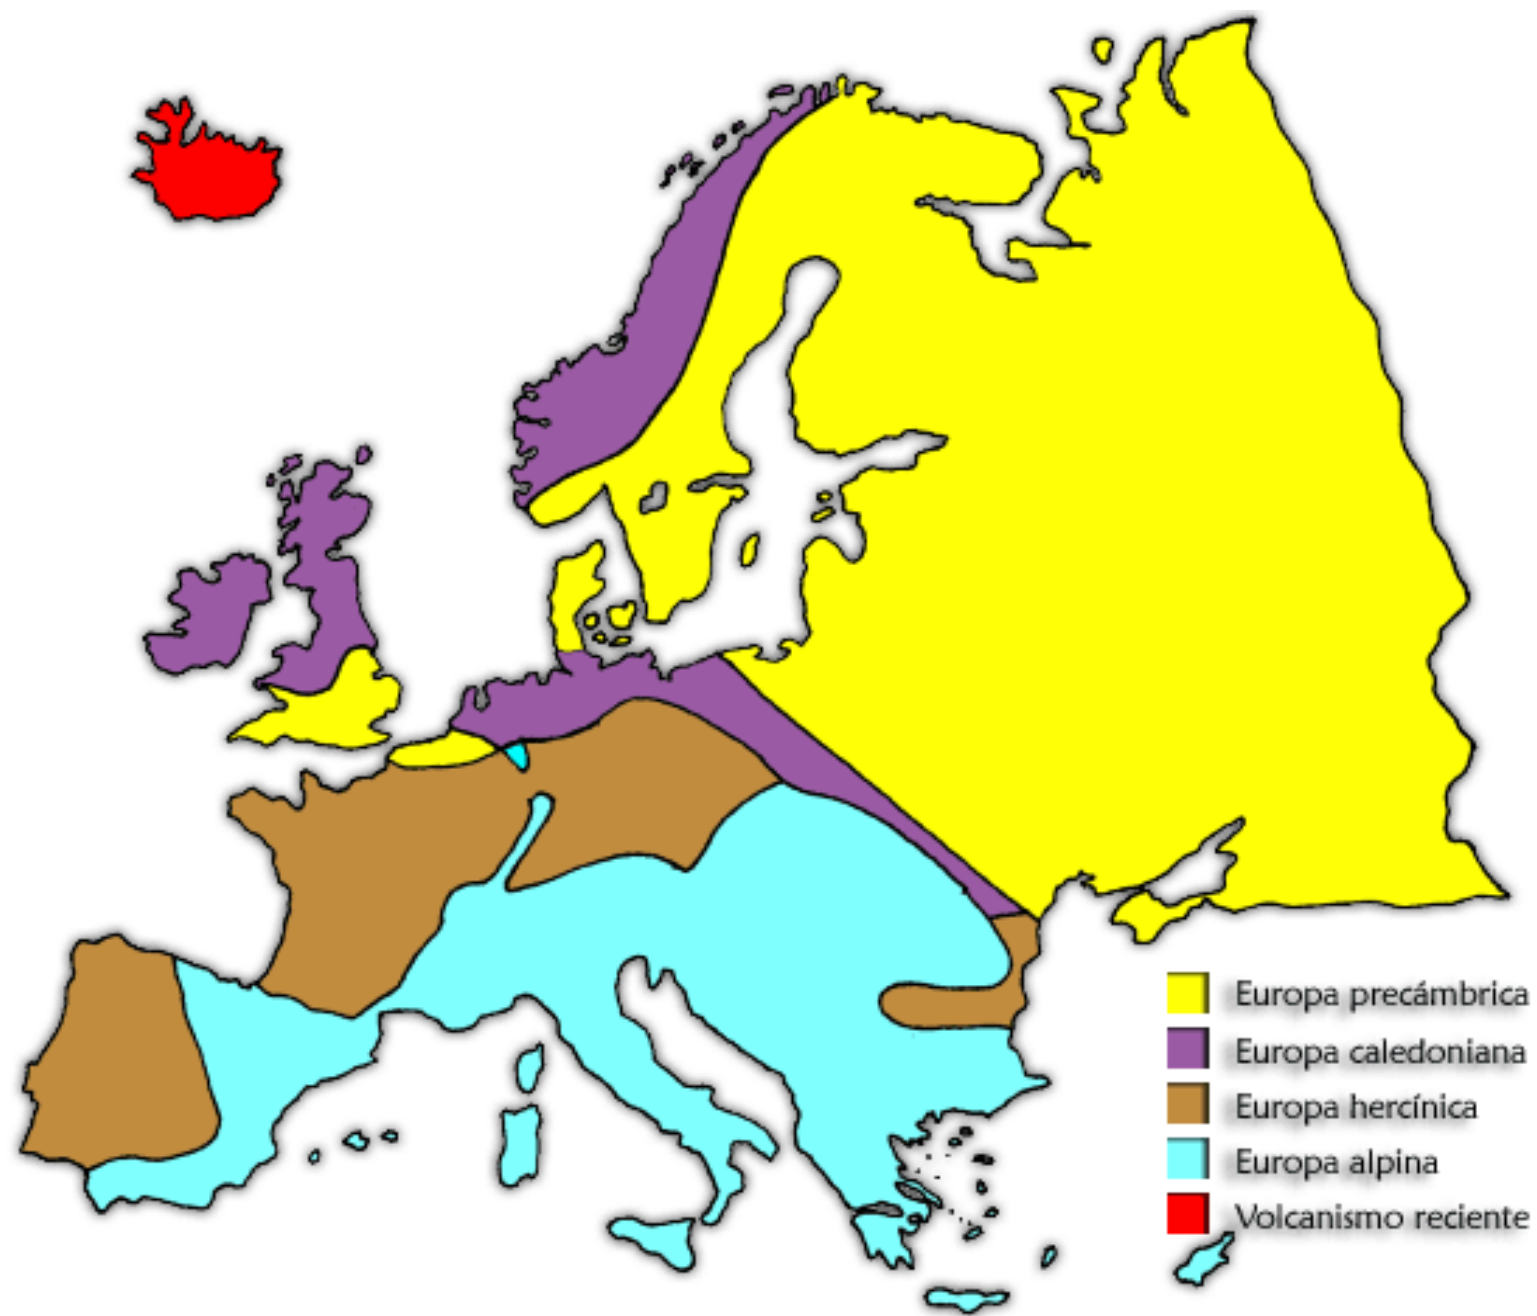 Europa precámbrica
Europa caledoniana
Europa hercínica
Europa alpina
Volcanismo reciente